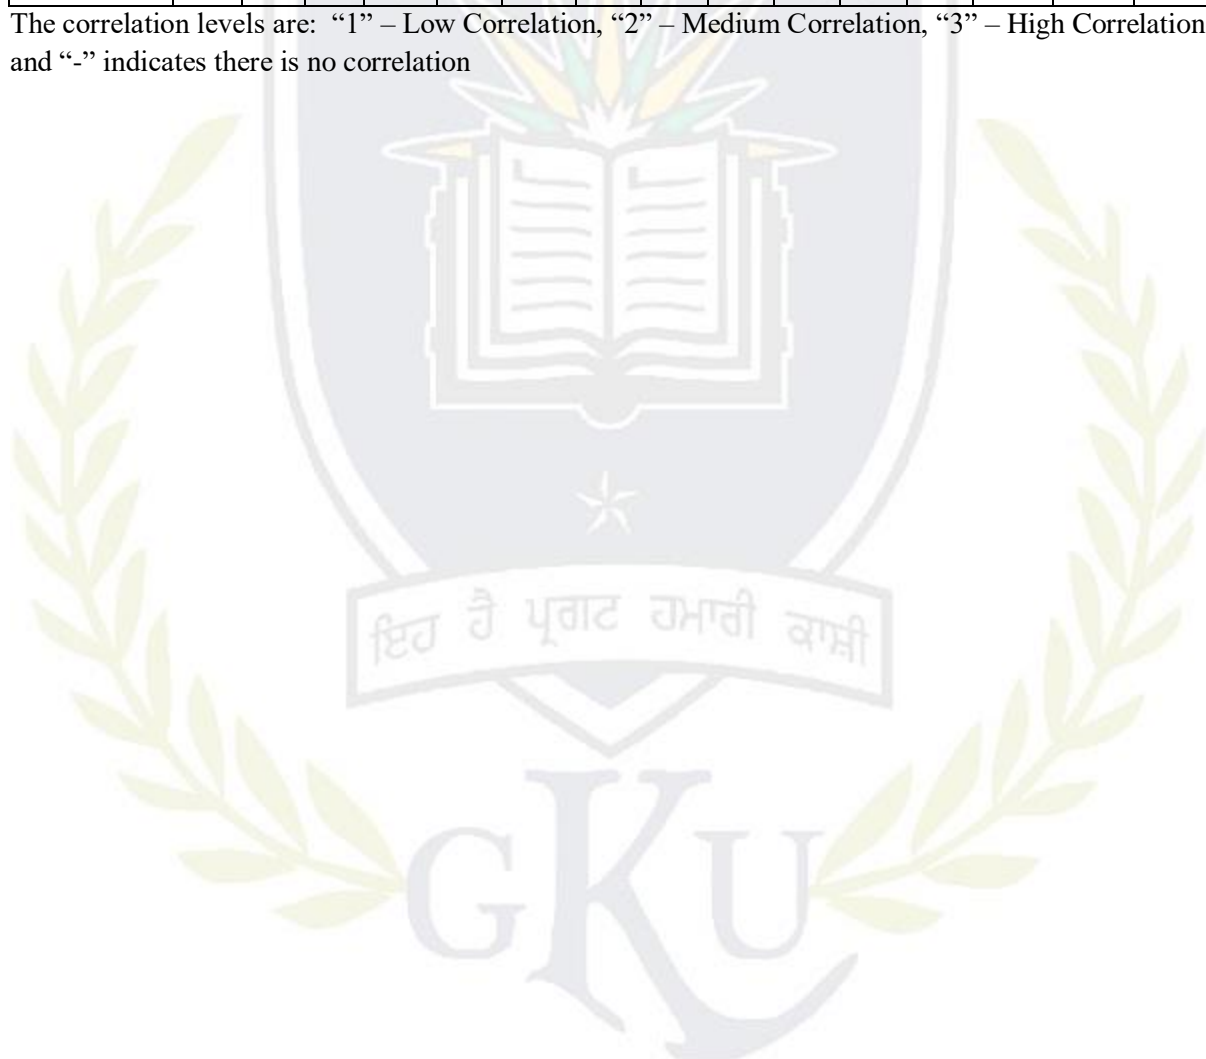 The correlation levels are: “1” – Low Correlation, “2” – Medium Correlation, “3” – High Correlation
and “-” indicates there is no correlation
ਇਹ ਹੈ ਪ੍ਰਗਟ ਹਮਾਰੀ ਕਾਸ਼ੀ
GKU